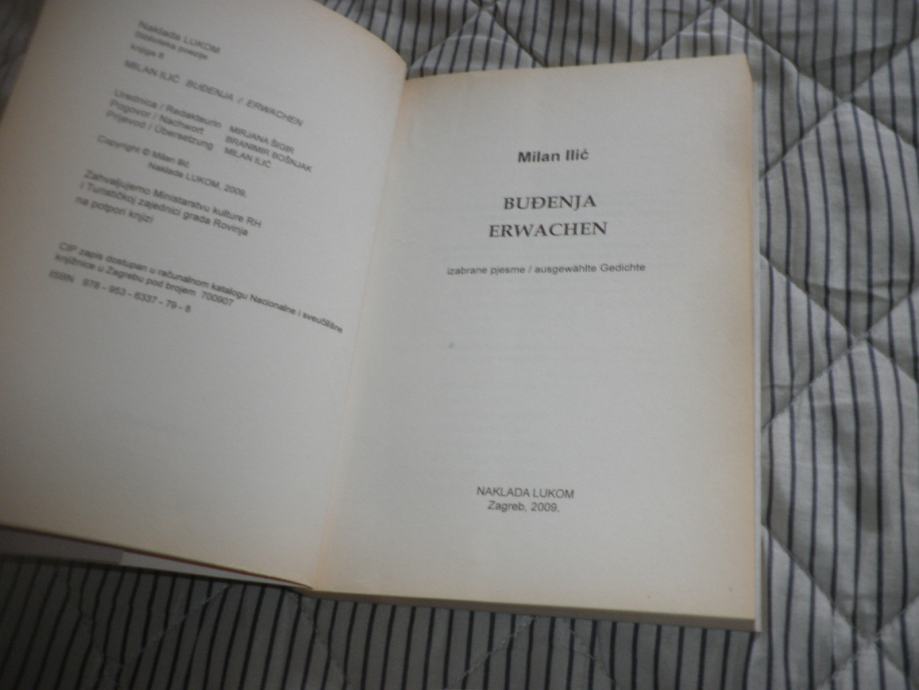 Naklada LUKOM
Biblioteka poezije
knjiga 8
MILAN ILIĆ BUĐENJA / ERWACHEN
Urednica / Redakteurin MIRJANA ŠIGIR
Pogovor / Nachwort BRANIMIR BOŠNJAK
Prijevod / Übersetzung MILAN ILIĆ
Copyright © Milan Ilić,
Naklada LUKOM, 2009.
Zahvaljujemo Ministarstvu kulture RH
i Turističkoj zajednici grada Rovinja
na potpori knjizi
CIP zapis dostupan u računalnom katalogu Nacionalne i sveučilišne
knjižnice u Zagrebu pod brojem 700907
ISBN 978 - 953 - 6337 - 79 - 8
Milan Ilić
BUĐENJA
ERWACHEN
izabrane pjesme / ausgewählte Gedichte
NAKLADA LUKOM
Zagreb, 2009.